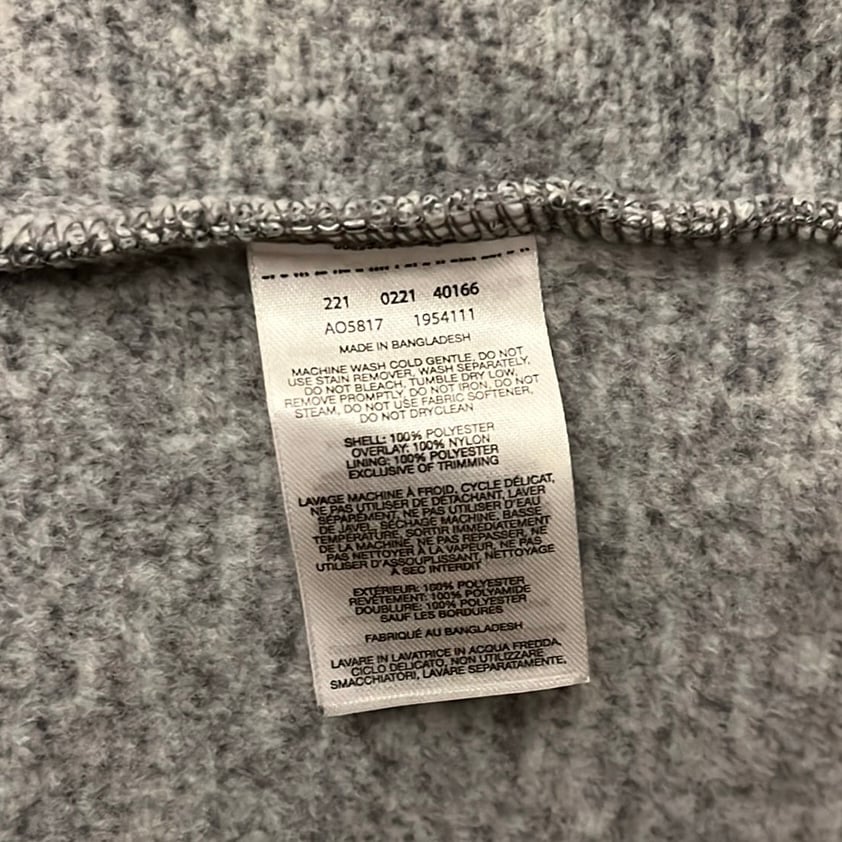 221 0221 40166
AO5817 1954111
MADE IN BANGLADESH
MACHINE WASH COLD GENTLE, DO NOT
USE STAIN REMOVER, WASH SEPARATELY,
DO NOT BLEACH, TUMBLE DRY LOW,
REMOVE PROMPTLY, DO NOT IRON, DO NOT
STEAM, DO NOT USE FABRIC SOFTENER,
DO NOT DRYCLEAN
SHELL: 100% POLYESTER
OVERLAY: 100% NYLON
LINING: 100% POLYESTER
EXCLUSIVE OF TRIMMING
LAVAGE MACHINE À FROID, CYCLE DÉLICAT,
NE PAS UTILISER DE DÉTACHANT, LAVER
SÉPARÉMENT, NE PAS UTILISER D'EAU
DE JAVEL, SÉCHAGE MACHINE, BASSE
TEMPÉRATURE, SORTIR IMMÉDIATEMENT
DE LA MACHINE, NE PAS REPASSER, NE
PAS NETTOYER À LA VAPEUR, NE PAS
UTILISER D'ASSOUPLISSANT, NETTOYAGE
À SEC INTERDIT
EXTÉRIEUR: 100% POLYESTER
REVÊTEMENT: 100% POLYAMIDE
DOUBLURE: 100% POLYESTER
SAUF LES BORDURES
FABRIQUÉ AU BANGLADESH
LAVARE IN LAVATRICE IN ACQUA FREDDA,
CICLO DELICATO, NON UTILIZZARE
SMACCHIATORI, LAVARE SEPARATAMENTE,